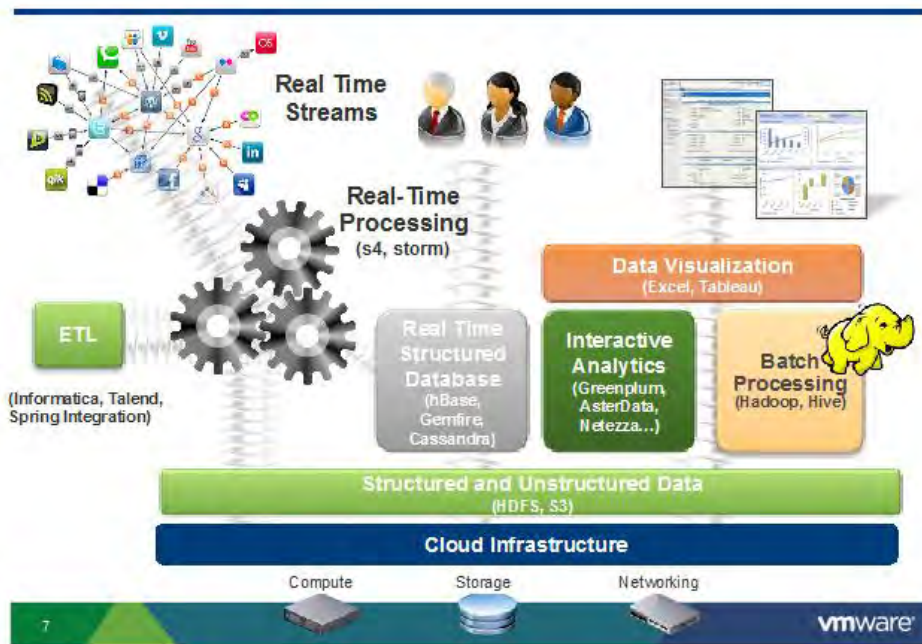 Real Time
Streams
Real-Time
Processing
(s4, storm)
Data Visualization
(Excel, Tableau)
ETL
(Informatica, Talend,
Spring Integration)
Real Time
Structured
Database
(hBase,
Gemfire,
Cassandra)
Interactive
Analytics
(Greenplum,
AsterData,
Netezza...)
Batch
Processing
(Hadoop, Hive)
Structured and Unstructured Data
(HDFS, S3)
Cloud Infrastructure
Compute
Storage
Networking
7
vmware